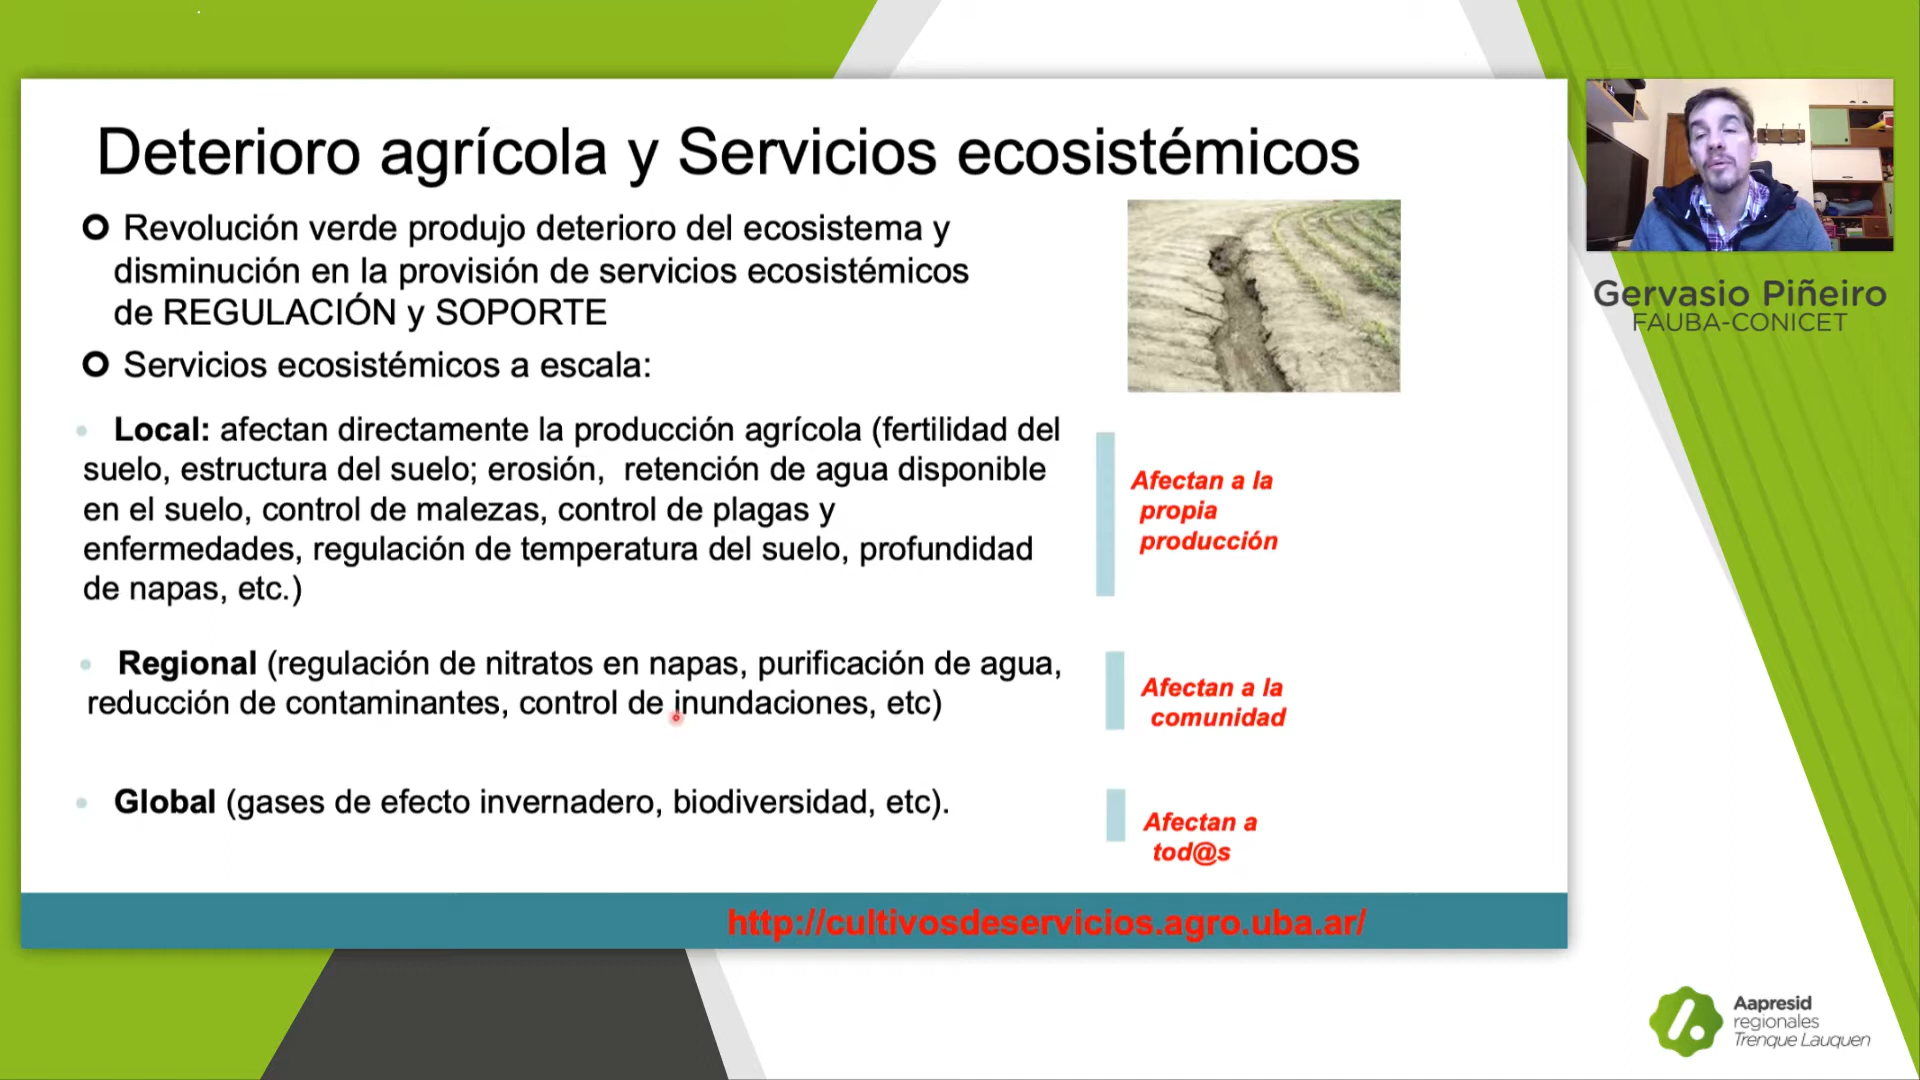 Deterioro agrícola y Servicios ecosistémicos
Revolución verde produjo deterioro del ecosistema y
disminución en la provisión de servicios ecosistémicos
de REGULACIÓN y SOPORTE
Servicios ecosistémicos a escala:
Local: afectan directamente la producción agrícola (fertilidad del
suelo, estructura del suelo; erosión, retención de agua disponible
en el suelo, control de malezas, control de plagas y
enfermedades, regulación de temperatura del suelo, profundidad
de napas, etc.)
Afectan a la
propia
producción
Regional (regulación de nitratos en napas, purificación de agua,
reducción de contaminantes, control de inundaciones, etc)
Afectan a la
comunidad
Global (gases de efecto invernadero, biodiversidad, etc).
Afectan a
tod@s
http://cultivosdeservicios.agro.uba.ar/
Gervasio Piñeiro
FAUBA-CONICET
Aapresid
regionales
Trenque Lauquen